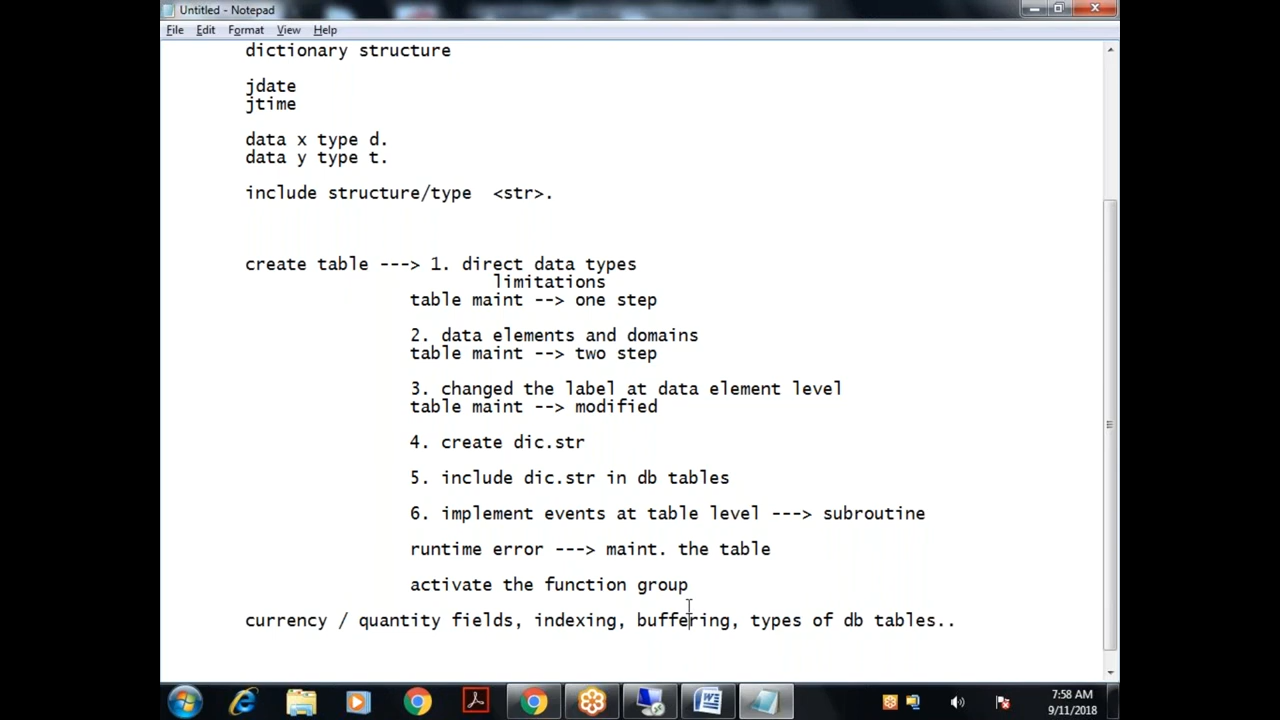 Untitled - Notepad
File Edit Format View Help
dictionary structure
jdate
jtime
data x type d.
data y type t.
include structure/type <str>.
create table ---> 1. direct data types
limitations
table maint --> one step
2. data elements and domains
table maint --> two step
3. changed the label at data element level
table maint --> modified
4. create dic.str
5. include dic.str in db tables
6. implement events at table level ---> subroutine
runtime error ---> maint. the table
activate the function group
currency / quantity fields, indexing, buffering, types of db tables..
7:58 AM
9/11/2018